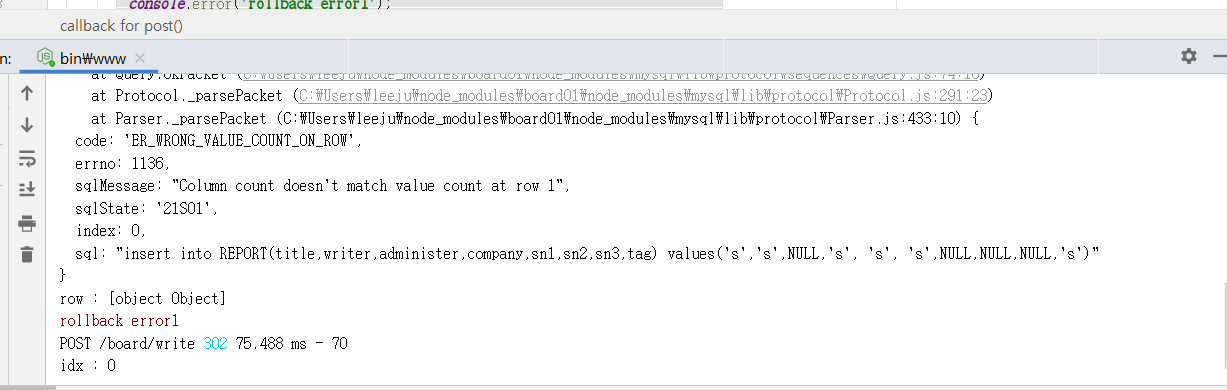 console.error('rollback error1');
callback for post()
n:
bin₩www
at Query.OkPacket (C:₩Users₩leeju₩node_modules₩board01₩node_modules₩mysql₩lib₩protocol₩sequences₩Query.js:74:10)
at Protocol._parsePacket (C:₩Users₩leeju₩node_modules₩board01₩node_modules₩mysql₩lib₩protocol₩Protocol.js:291:23)
at Parser._parsePacket (C:₩Users₩leeju₩node_modules₩board01₩node_modules₩mysql₩lib₩protocol₩Parser.js:433:10) {
code: 'ER_WRONG_VALUE_COUNT_ON_ROW',
errno: 1136,
sqlMessage: "Column count doesn't match value count at row 1",
sqlState: '21S01',
index: 0,
sql: "insert into REPORT(title,writer,administer,company,sn1,sn2,sn3,tag) values('s','s',NULL,'s', 's', 's',NULL,NULL,NULL,'s')"
}
row : [object Object]
rollback error1
POST /board/write 302 75.488 ms - 70
idx : 0